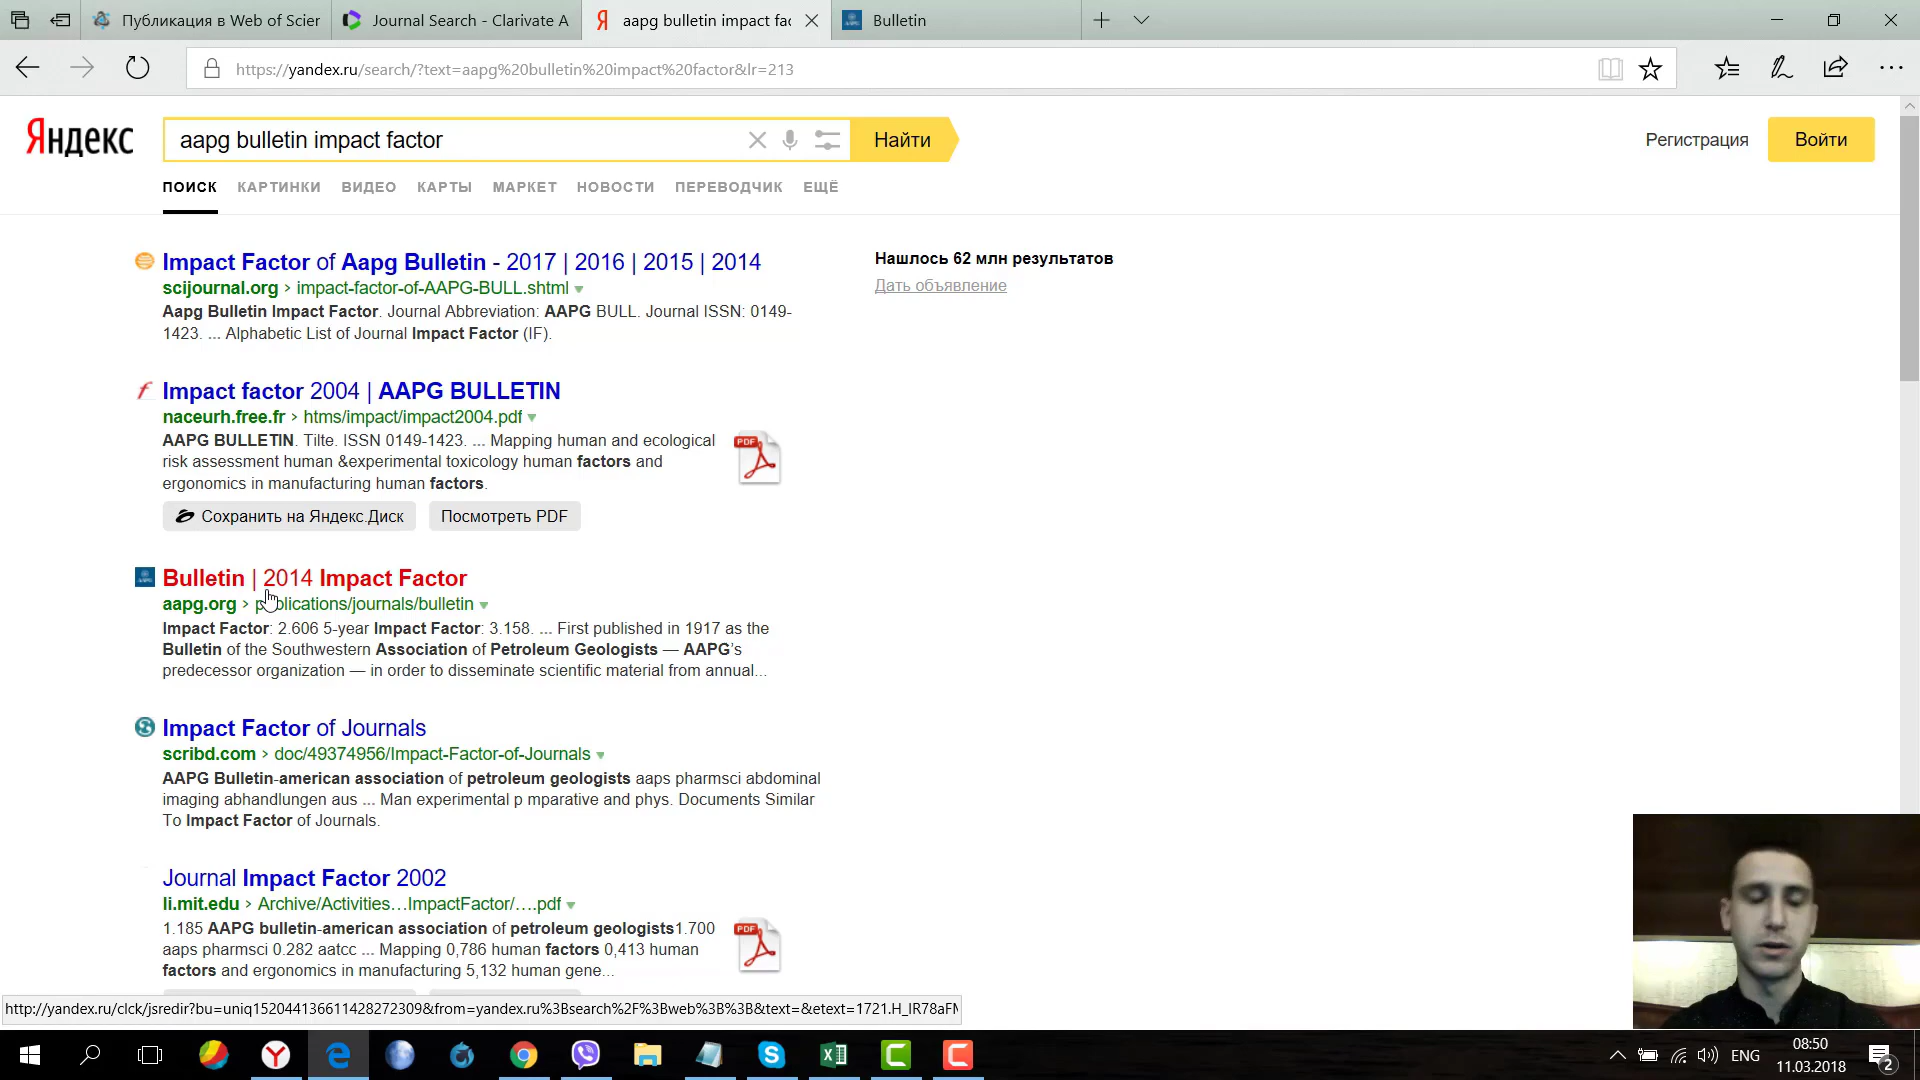 Публикация в Web of Scier
Journal Search - Clarivate A
aapg bulletin impact fac
Bulletin
https://yandex.ru/search/?text=aapg%20bulletin%20impact%20factor&lr=213
Яндекс
aapg bulletin impact factor
Найти
Регистрация
Войти
ПОИСК КАРТИНКИ ВИДЕО КАРТЫ МАРКЕТ НОВОСТИ ПЕРЕВОДЧИК ЕЩЁ
Impact Factor of Aapg Bulletin - 2017 | 2016 | 2015 | 2014
scijournal.org › impact-factor-of-AAPG-BULL.shtml
Aapg Bulletin Impact Factor. Journal Abbreviation: AAPG BULL. Journal ISSN: 0149-
1423. ... Alphabetic List of Journal Impact Factor (IF).
Нашлось 62 млн результатов
Дать объявление
Impact factor 2004 | AAPG BULLETIN
naceurh.free.fr › htms/impact/impact2004.pdf
AAPG BULLETIN. Tilte. ISSN 0149-1423. ... Mapping human and ecological
risk assessment human &experimental toxicology human factors and
ergonomics in manufacturing human factors.
PDF
Сохранить на Яндекс.Диск
Посмотреть PDF
Bulletin | 2014 Impact Factor
aapg.org › publications/journals/bulletin
Impact Factor: 2.606 5-year Impact Factor: 3.158. ... First published in 1917 as the
Bulletin of the Southwestern Association of Petroleum Geologists — AAPG's
predecessor organization — in order to disseminate scientific material from annual...
Impact Factor of Journals
scribd.com › doc/49374956/Impact-Factor-of-Journals
AAPG Bulletin-american association of petroleum geologists aaps pharmsci abdominal
imaging abhandlungen aus ... Man experimental p mparative and phys. Documents Similar
To Impact Factor of Journals.
Journal Impact Factor 2002
li.mit.edu › Archive/Activities…ImpactFactor/….pdf
1.185 AAPG bulletin-american association of petroleum geologists1.700
aaps pharmsci 0.282 aatcc ... Mapping 0,786 human factors 0,413 human
factors and ergonomics in manufacturing 5,132 human gene...
PDF
http://yandex.ru/clck/jsredir?bu=uniq152044136611428272309&from=yandex.ru%3Bsearch%2F%3Bweb%3B%3B&text=&etext=1721.H_IR78aFM
ENG
08:50
11.03.2018
2